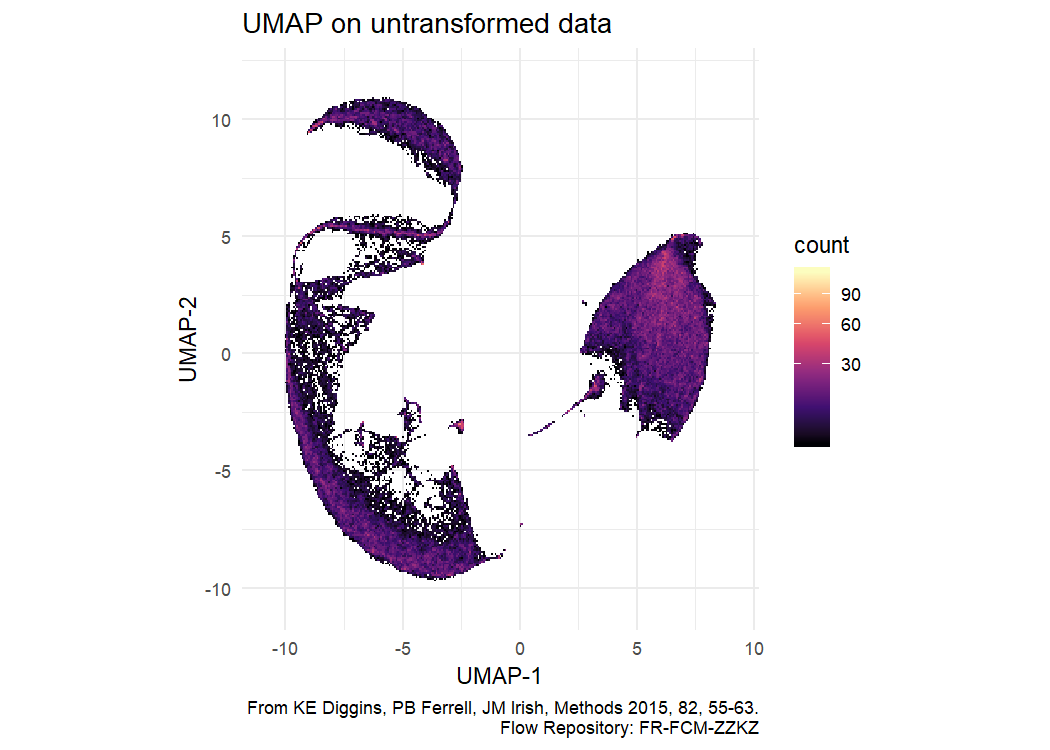 UMAP on untransformed data
10
5
0
-5
-10
UMAP-2
-10
-5
0
5
10
UMAP-1
count
90
60
30
From KE Diggins, PB Ferrell, JM Irish, Methods 2015, 82, 55-63.
Flow Repository: FR-FCM-ZZKZ